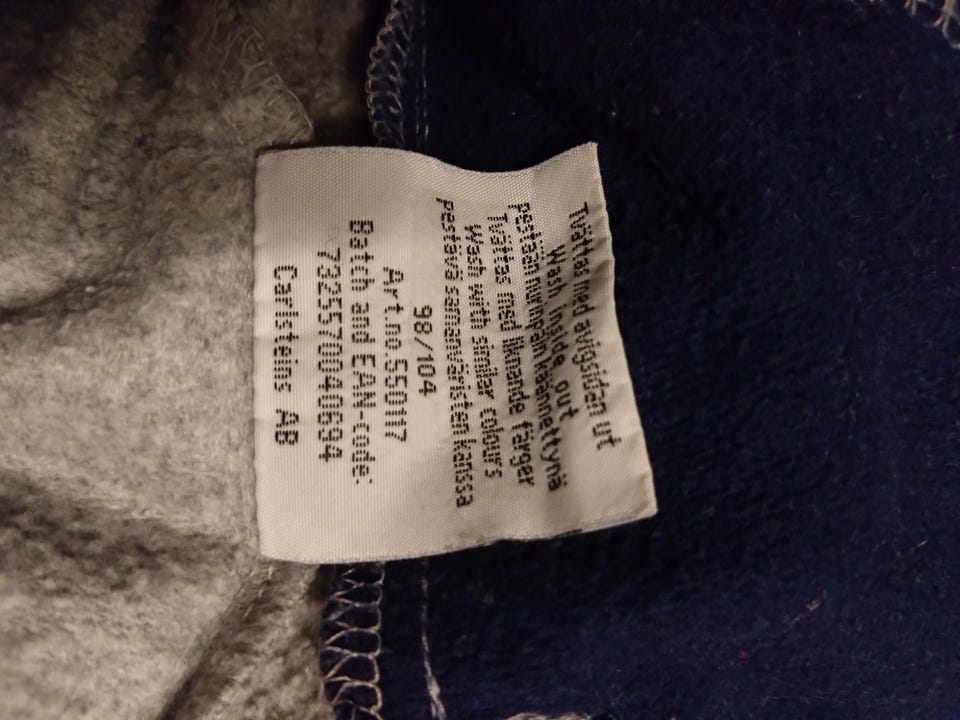 Tvättas med avigsidan ut
Wash inside out
Pestään nurinpäin käännettynä
Tvättas med liknande färger
Wash with similar colours
Pestävä samanväristen kanssa
98/104
Art.no.550117
Batch and EAN-code:
7325570040694
Carlsteins AB